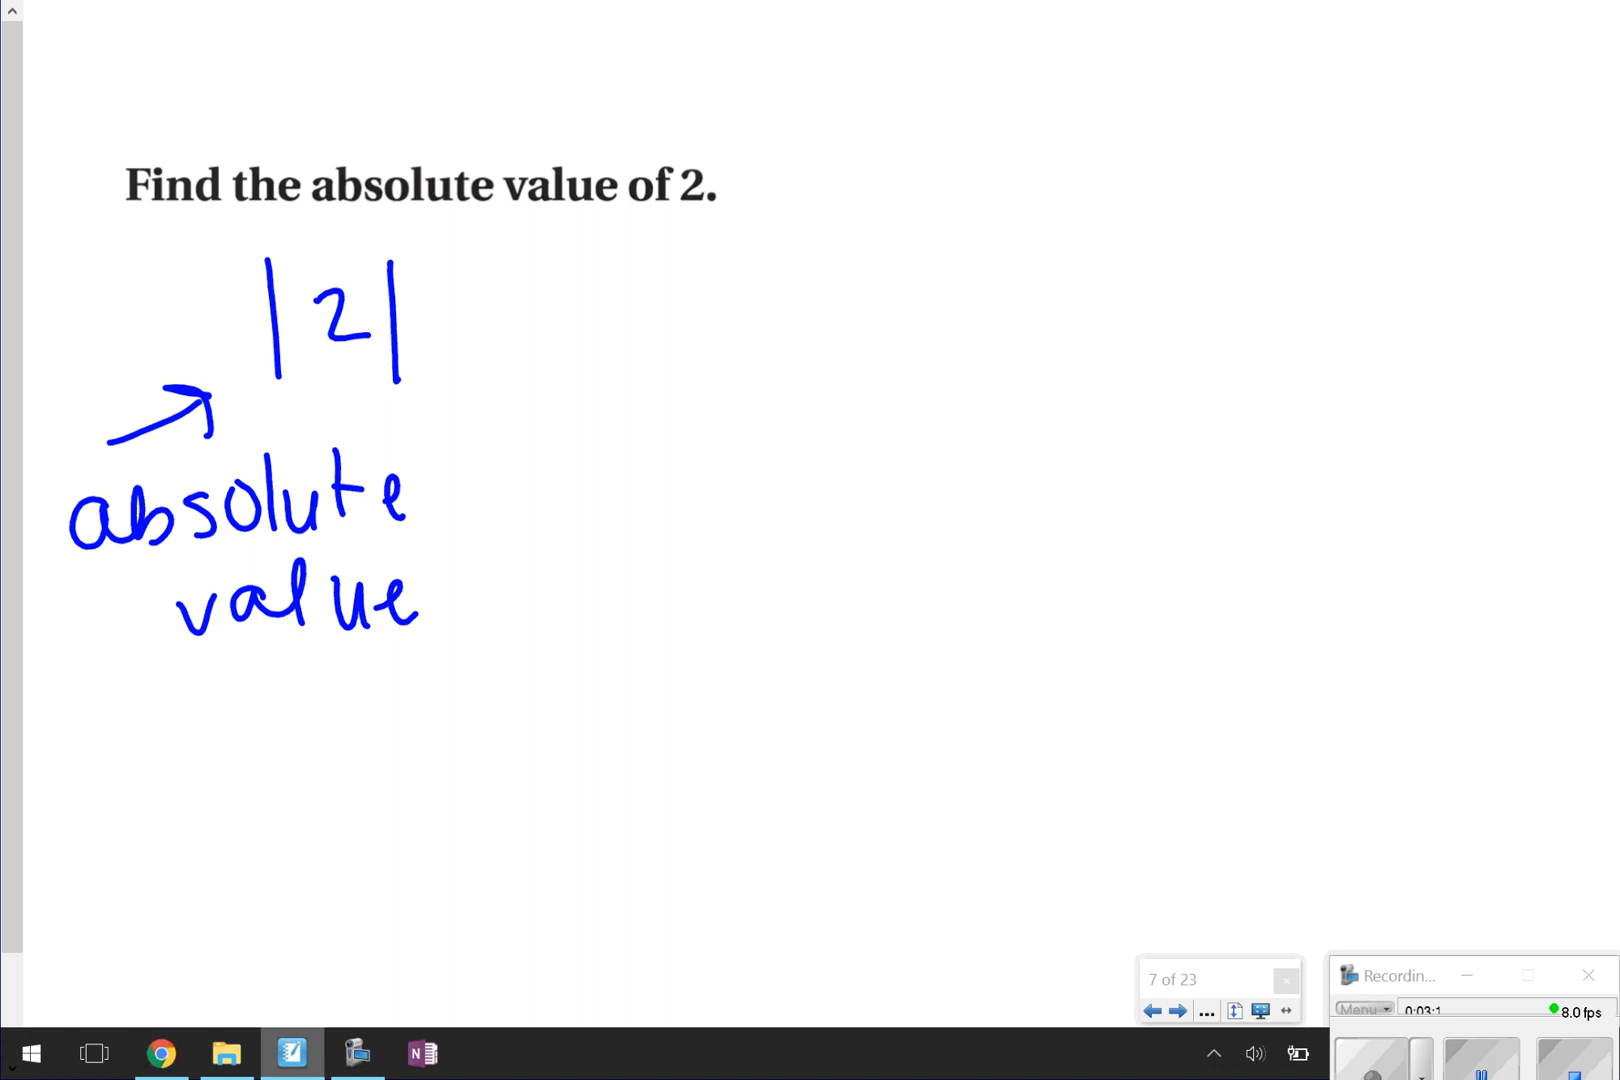 Find the absolute value of 2.
|2|
absolute
value
7 of 23
Recordin...
Menu
0:03:1
8.0 fps
N